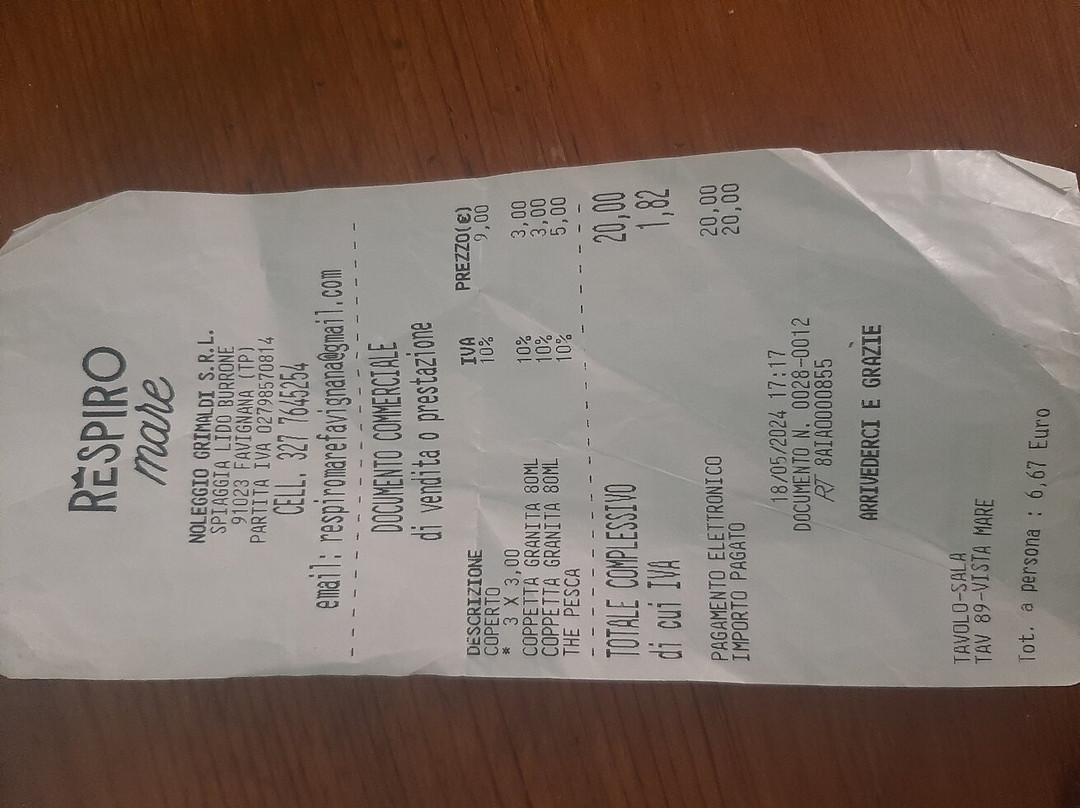 RESPIRO
mare
NOLEGGIO GRIMALDI S.R.L.
SPIAGGIA LIDO BURRONE
91023 FAVIGNANA (TP)
PARTITA IVA 02798570814
CELL. 327 7645254
email: respiromarefavignana@gmail.com
DOCUMENTO COMMERCIALE
di vendita o prestazione
DESCRIZIONE IVA PREZZO(€)
COPERTO 10% 9,00
* 3 X 3,00
COPPETTA GRANITA 80ML 10% 3,00
COPPETTA GRANITA 80ML 10% 3,00
THE PESCA 10% 5,00
TOTALE COMPLESSIVO 20,00
di cui IVA 1,82
PAGAMENTO ELETTRONICO 20,00
IMPORTO PAGATO 20,00
18/05/2024 17:17
DOCUMENTO N. 0028-0012
RT 8AIA0000855
ARRIVEDERCI E GRAZIE
TAVOLO-SALA
TAV 89-VISTA MARE
Tot. a persona : 6,67 Euro